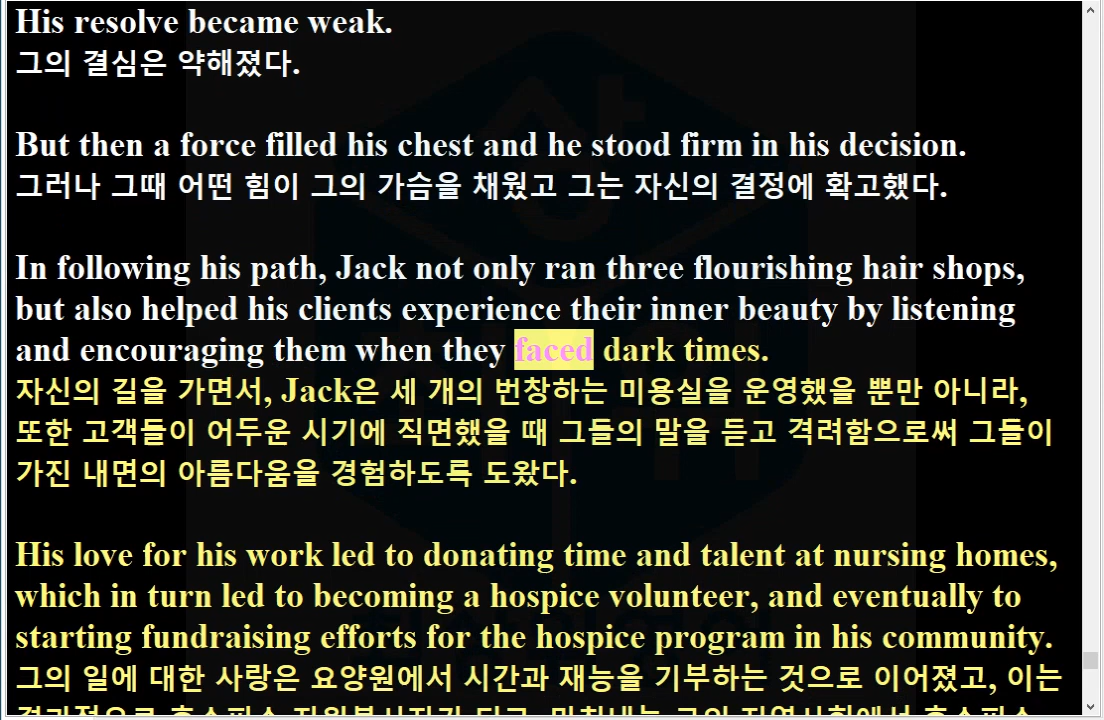 His resolve became weak.
그의 결심은 약해졌다.
But then a force filled his chest and he stood firm in his decision.
그러나 그때 어떤 힘이 그의 가슴을 채웠고 그는 자신의 결정에 확고했다.
In following his path, Jack not only ran three flourishing hair shops,
but also helped his clients experience their inner beauty by listening
and encouraging them when they faced dark times.
자신의 길을 가면서, Jack은 세 개의 번창하는 미용실을 운영했을 뿐만 아니라,
또한 고객들이 어두운 시기에 직면했을 때 그들의 말을 듣고 격려함으로써 그들이
가진 내면의 아름다움을 경험하도록 도왔다.
His love for his work led to donating time and talent at nursing homes,
which in turn led to becoming a hospice volunteer, and eventually to
starting fundraising efforts for the hospice program in his community.
그의 일에 대한 사랑은 요양원에서 시간과 재능을 기부하는 것으로 이어졌고, 이는